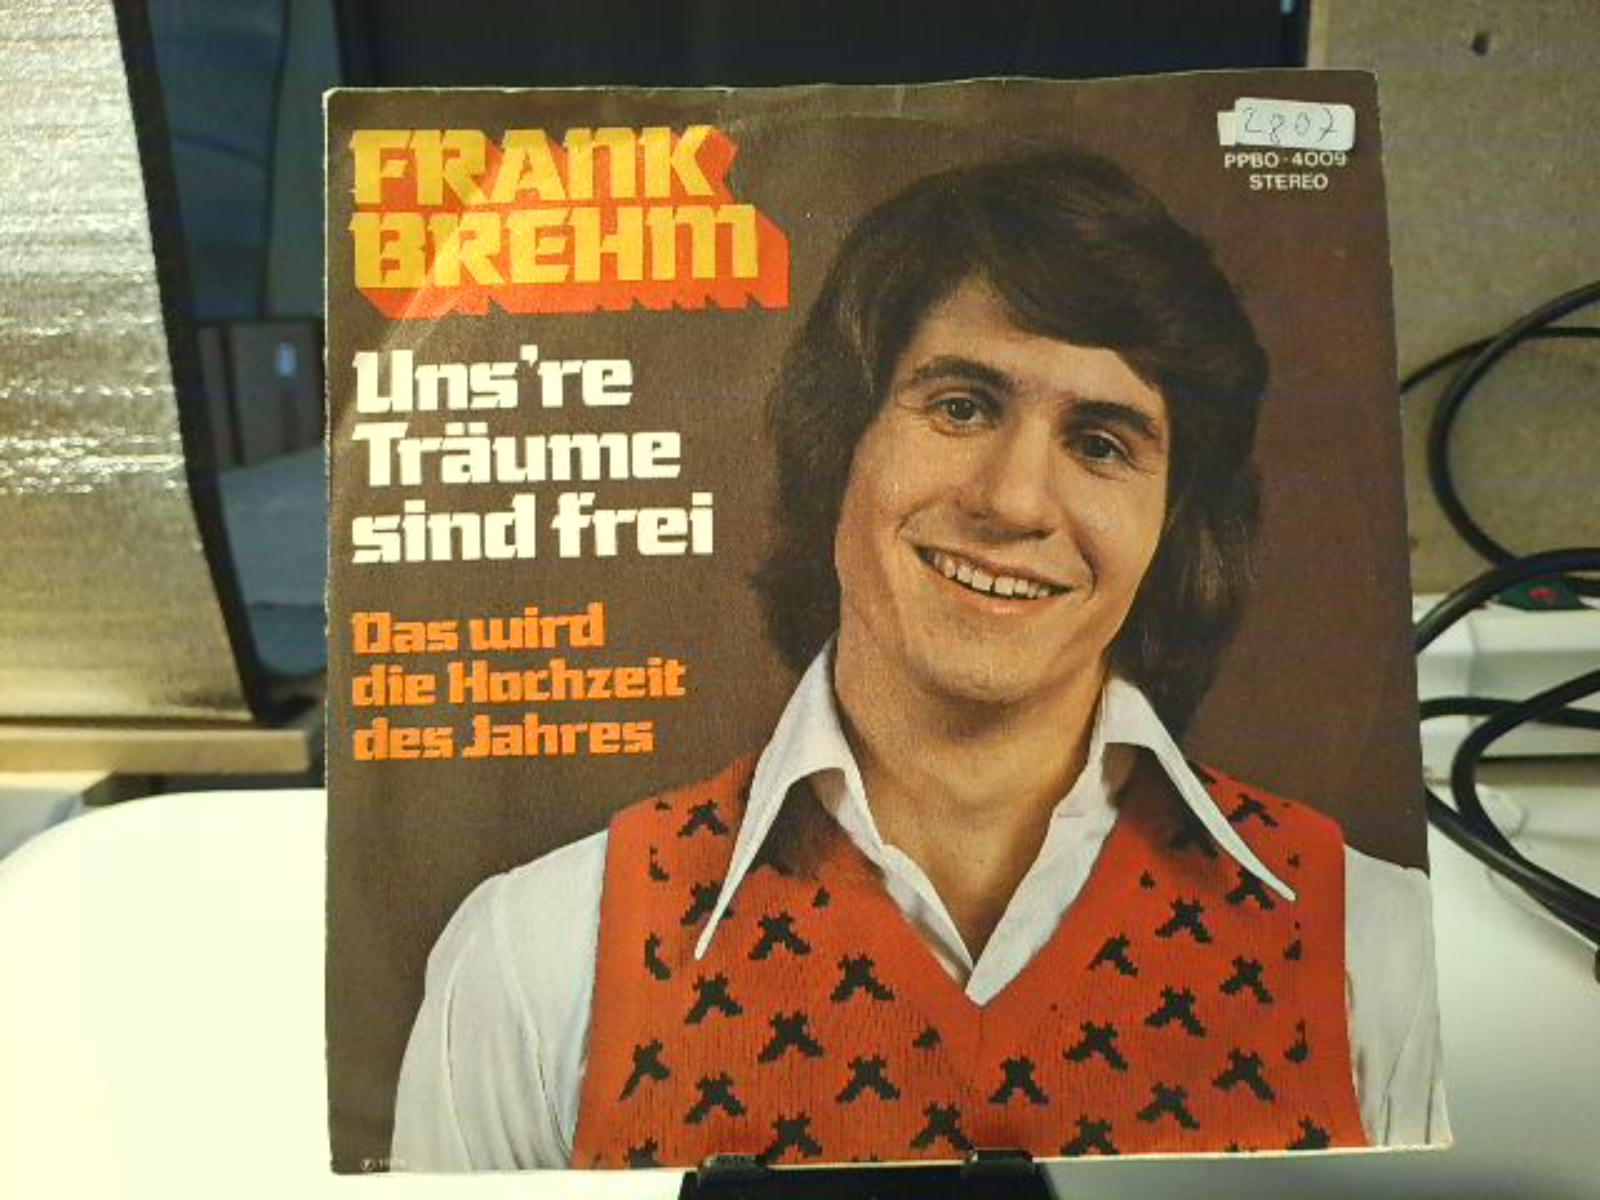 FRANK
BREHM
Uns're
Träume
sind frei
Das wird
die Hochzeit
des Jahres
2807
PPBO-4009
STEREO